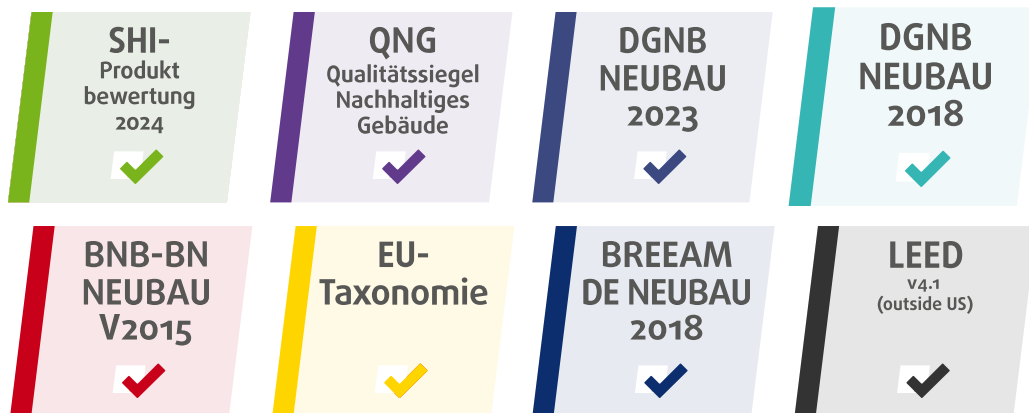 SHI-
Produkt
bewertung
2024
QNG
Qualitätssiegel
Nachhaltiges
Gebäude
DGNB
NEUBAU
2023
DGNB
NEUBAU
2018
BNB-BN
NEUBAU
V2015
EU-
Taxonomie
BREEAM
DE NEUBAU
2018
LEED
v4.1
(outside US)